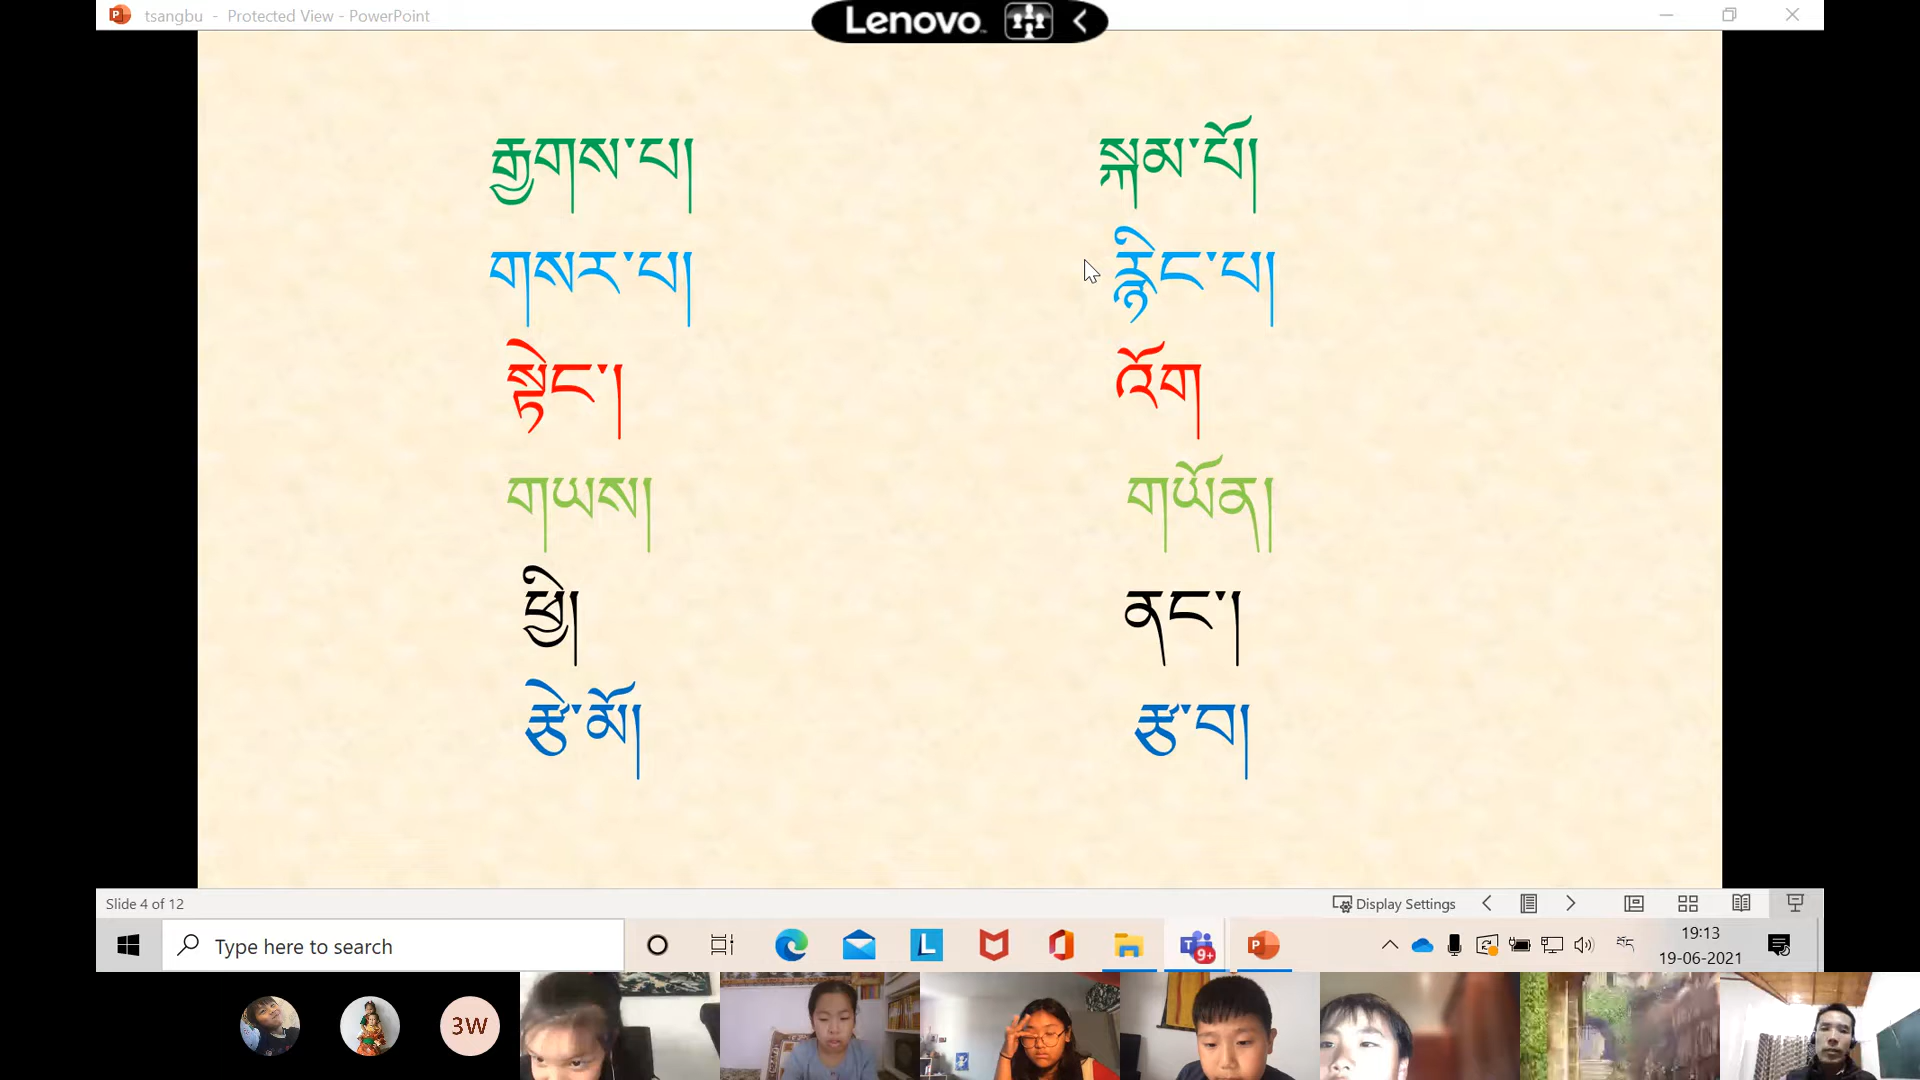 tsangbu - Protected View - PowerPoint
Lenovo
རྒྱགས་པ། སྐམ་པོ།
གསར་པ། རྙིང་པ།
སྟེང་། འོག
གཡས། གཡོན།
ཕྱི། ནང་།
རྩེ་མོ། རྩ་བ།
Slide 4 of 12 Display Settings
Type here to search
L
9+
P
བོད
19:13
19-06-2021
3W